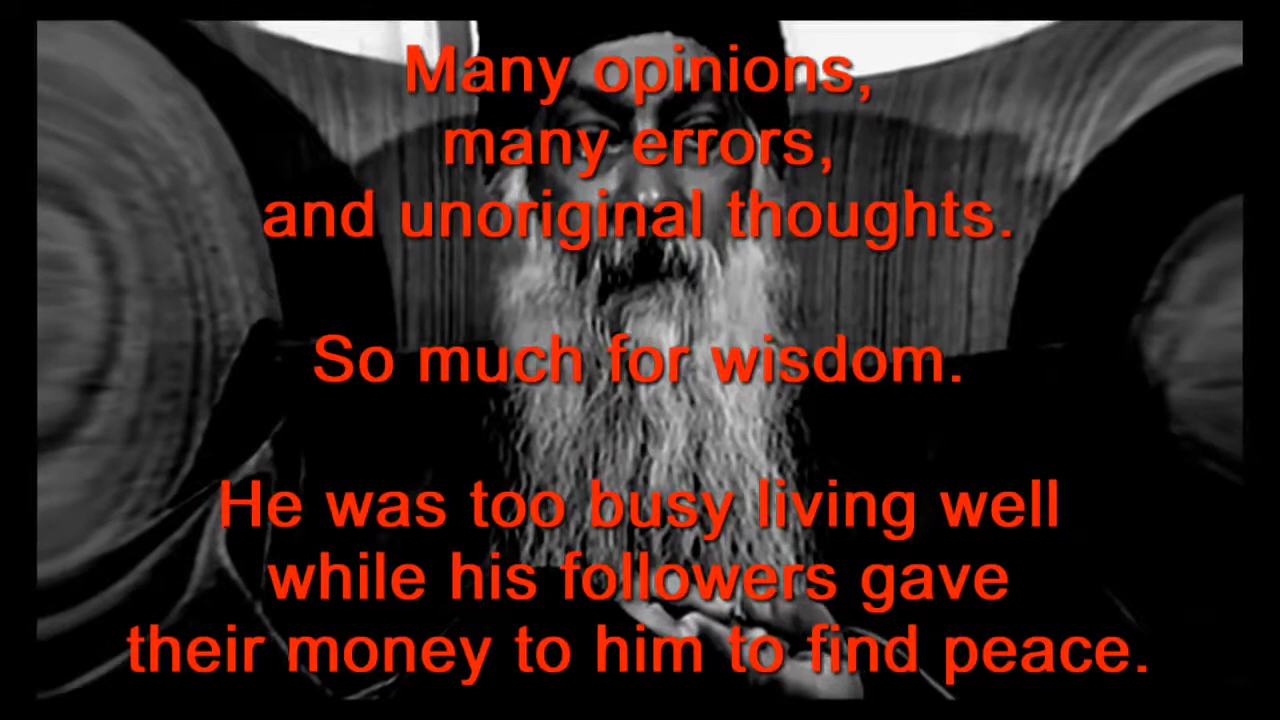 Many opinions,
many errors,
and unoriginal thoughts.
So much for wisdom.
He was too busy living well
while his followers gave
their money to him to find peace.